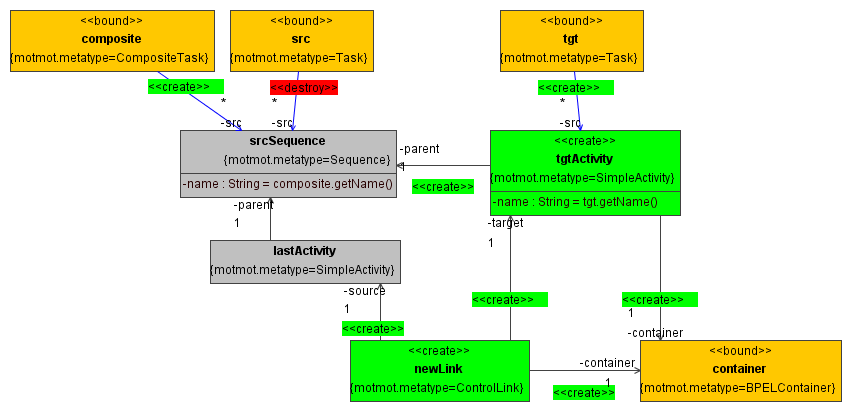 <<bound>>
composite
{motmot.metatype=CompositeTask}
<<bound>>
src
{motmot.metatype=Task}
<<bound>>
tgt
{motmot.metatype=Task}
<<create>>
<<destroy>>
<<create>>
*
-src
*
-src
*
-src
srcSequence
{motmot.metatype=Sequence}
-name : String = composite.getName()
-parent
1
<<create>>
<<create>>
tgtActivity
{motmot.metatype=SimpleActivity}
-name : String = tgt.getName()
-parent
1
-target
1
lastActivity
{motmot.metatype=SimpleActivity}
-source
1
<<create>>
<<create>>
<<create>>
1
-container
<<create>>
newLink
{motmot.metatype=ControlLink}
-container
1
<<create>>
<<bound>>
container
{motmot.metatype=BPELContainer}